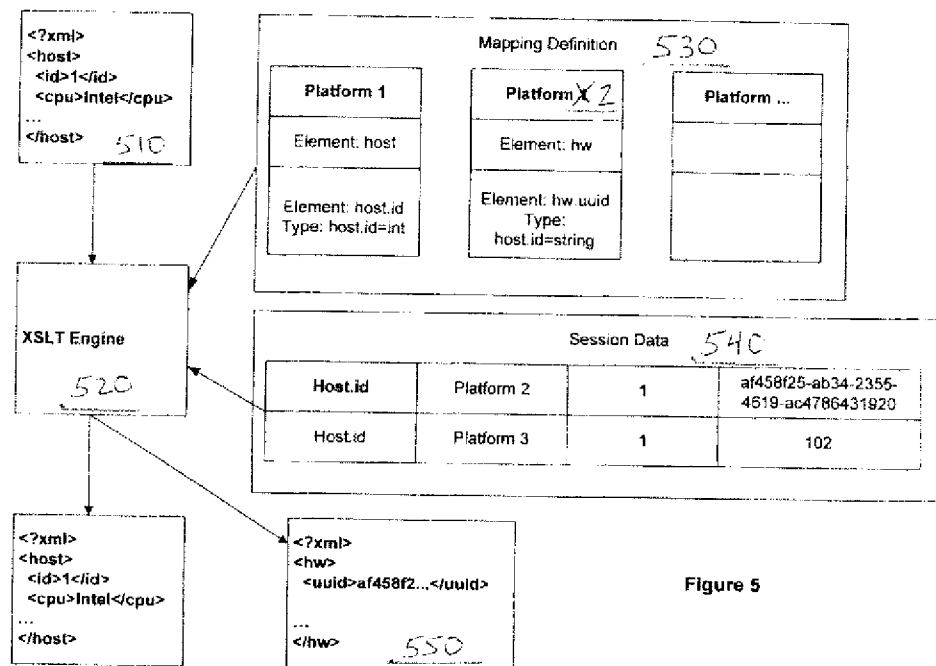 <?xml>
<host>
<id>1</id>
<cpu>Intel</cpu>
...
</host> 510
Mapping Definition 530
Platform 1
Element: host
Element: host.id
Type: host.id=int
Platform 2
Element: hw
Element: hw.uuid
Type:
host.id=string
Platform ...
XSLT Engine
520
Session Data 540
Host.id Platform 2 1 af458f25-ab34-2355-
4619-ac4786431920
Host.id Platform 3 1 102
<?xml>
<host>
<id>1</id>
<cpu>Intel</cpu>
...
</host>
<?xml>
<hw>
<uuid>af458f2...</uuid>
...
</hw> 550
Figure 5